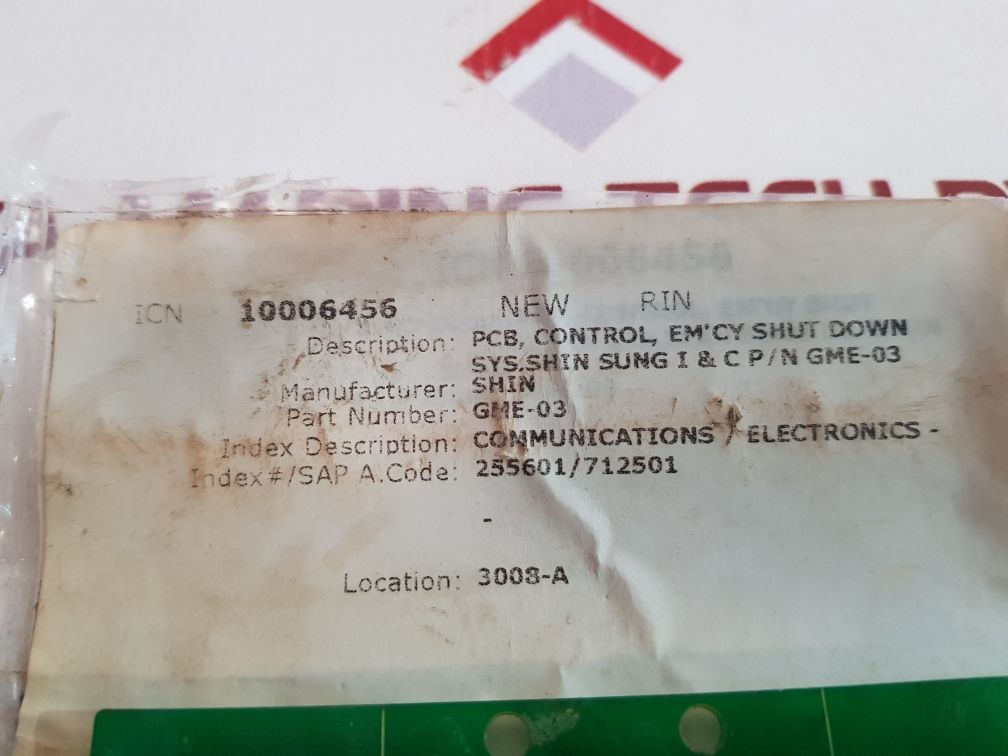 ICN 10006456 NEW RIN
Description: PCB, CONTROL, EM'CY SHUT DOWN
SYS.SHIN SUNG I & C P/N GME-03
Manufacturer: SHIN
Part Number: GME-03
Index Description: COMMUNICATIONS / ELECTRONICS -
Index#/SAP A.Code: 255601/712501
-
Location: 3008-A